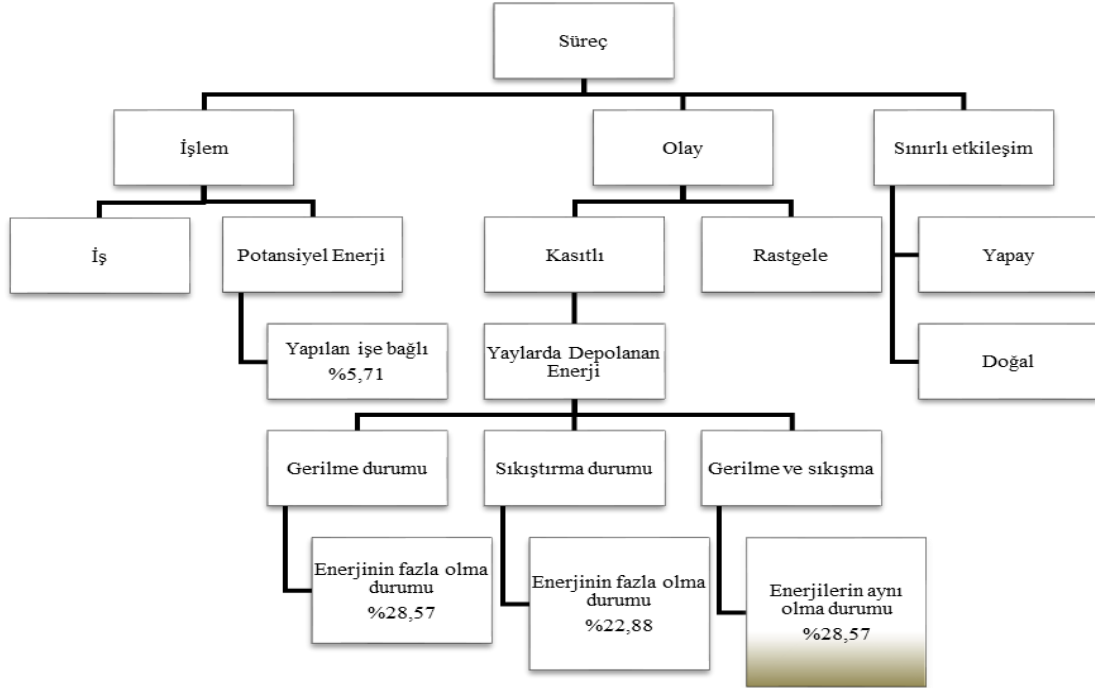 Süreç
İşlem
Olay
Sınırlı etkileşim
İş
Potansiyel Enerji
Kasıtlı
Rastgele
Yapay
Yapılan işe bağlı
%5,71
Yaylarda Depolanan
Enerji
Doğal
Gerilme durumu
Sıkıştırma durumu
Gerilme ve sıkışma
Enerjinin fazla olma
durumu
%28,57
Enerjinin fazla olma
durumu
%22,88
Enerjilerin aynı
olma durumu
%28,57